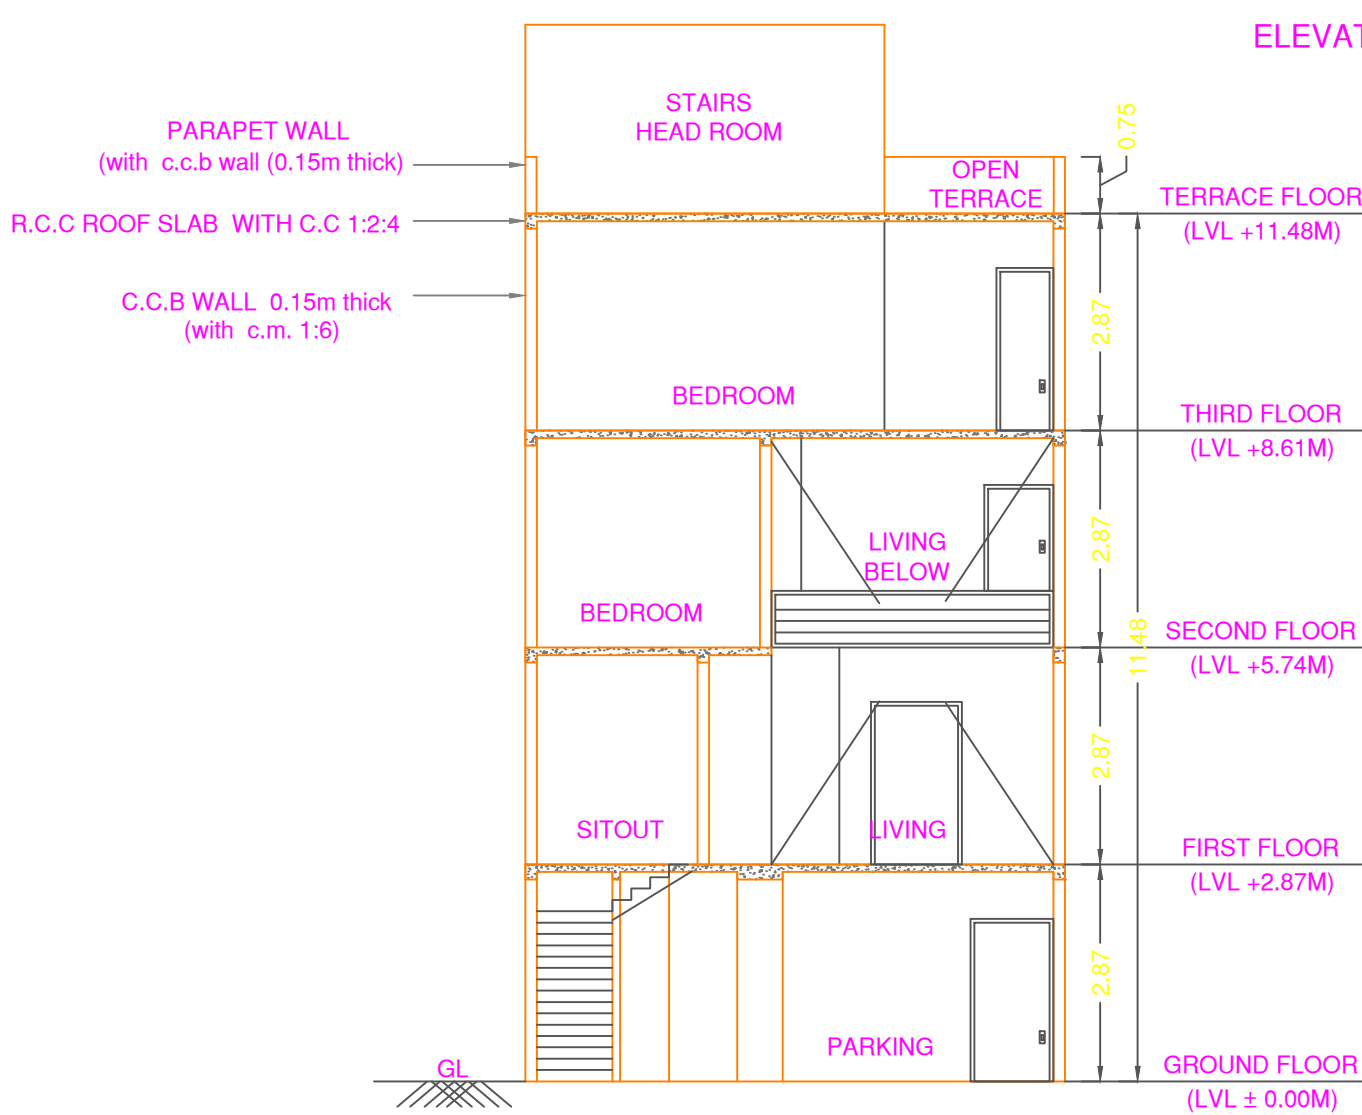 ELEVAT
STAIRS
HEAD ROOM
0.75
PARAPET WALL
(with c.c.b wall (0.15m thick)
OPEN
TERRACE
TERRACE FLOOR
(LVL +11.48M)
R.C.C ROOF SLAB WITH C.C 1:2:4
C.C.B WALL 0.15m thick
(with c.m. 1:6)
2.87
BEDROOM
THIRD FLOOR
(LVL +8.61M)
2.87
LIVING
BELOW
BEDROOM
11.48
SECOND FLOOR
(LVL +5.74M)
2.87
SITOUT
LIVING
FIRST FLOOR
(LVL +2.87M)
2.87
PARKING
GL
GROUND FLOOR
(LVL ± 0.00M)